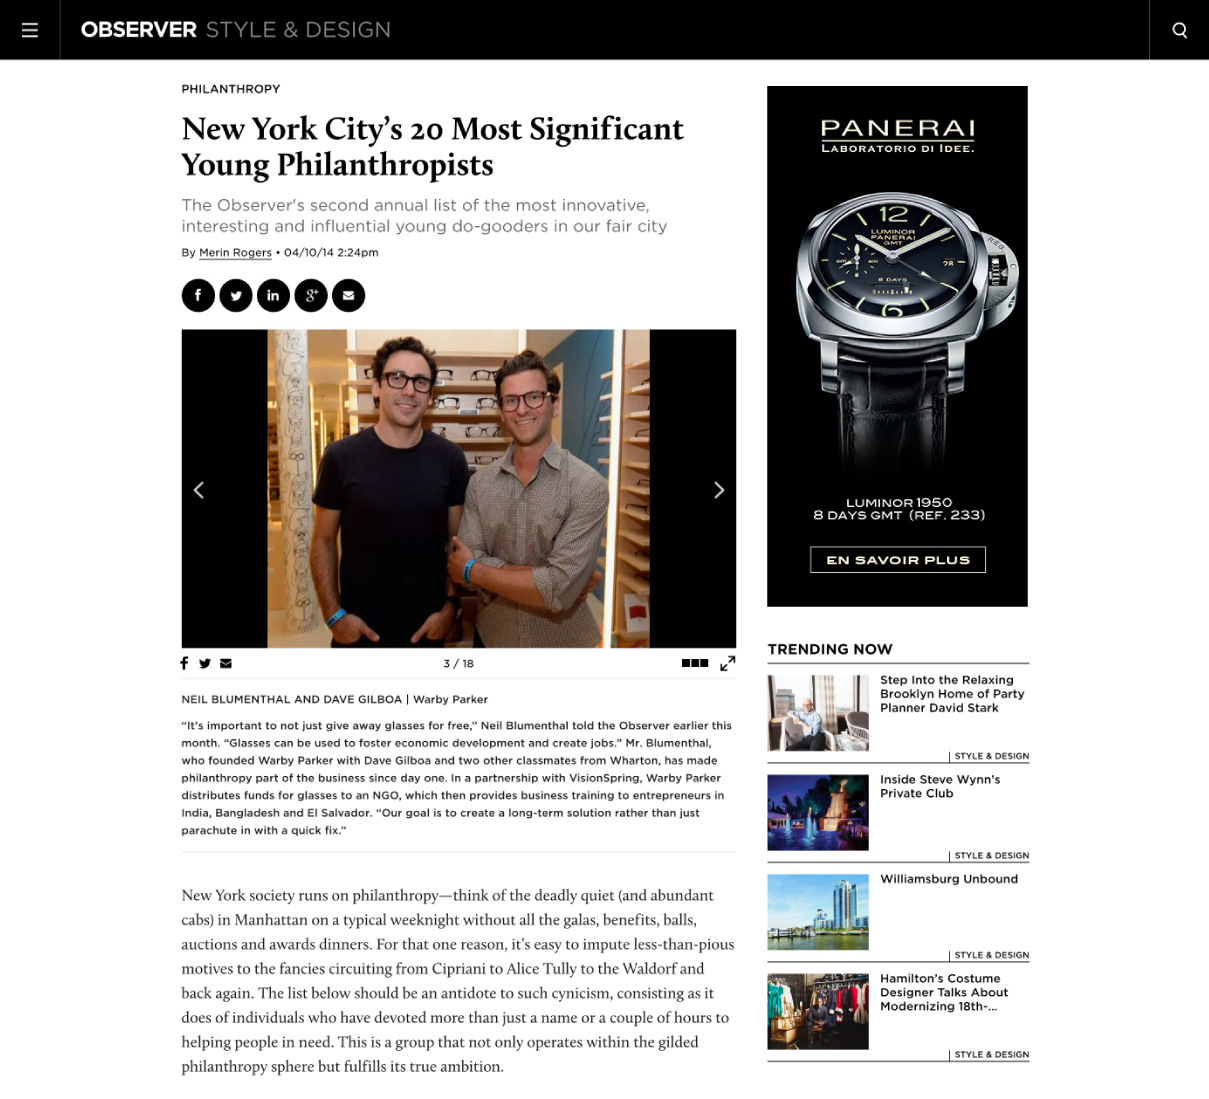 OBSERVER STYLE & DESIGN
PHILANTHROPY
New York City’s 20 Most Significant
Young Philanthropists
The Observer's second annual list of the most innovative,
interesting and influential young do-gooders in our fair city
By Merin Rogers • 04/10/14 2:24pm
f
in
g+
3 / 18
NEIL BLUMENTHAL AND DAVE GILBOA | Warby Parker
“It’s important to not just give away glasses for free,” Neil Blumenthal told the Observer earlier this
month. “Glasses can be used to foster economic development and create jobs.” Mr. Blumenthal,
who founded Warby Parker with Dave Gilboa and two other classmates from Wharton, has made
philanthropy part of the business since day one. In a partnership with VisionSpring, Warby Parker
distributes funds for glasses to an NGO, which then provides business training to entrepreneurs in
India, Bangladesh and El Salvador. “Our goal is to create a long-term solution rather than just
parachute in with a quick fix.”
New York society runs on philanthropy—think of the deadly quiet (and abundant
cabs) in Manhattan on a typical weeknight without all the galas, benefits, balls,
auctions and awards dinners. For that one reason, it’s easy to impute less-than-pious
motives to the fancies circuiting from Cipriani to Alice Tully to the Waldorf and
back again. The list below should be an antidote to such cynicism, consisting as it
does of individuals who have devoted more than just a name or a couple of hours to
helping people in need. This is a group that not only operates within the gilded
philanthropy sphere but fulfills its true ambition.
PANERAI
LABORATORIO DI IDEE.
12
LUMINOR
PANERAI
GMT
28
8 DAYS
6
REG
LUMINOR 1950
8 DAYS GMT (REF. 233)
EN SAVOIR PLUS
TRENDING NOW
Step Into the Relaxing
Brooklyn Home of Party
Planner David Stark
| STYLE & DESIGN
Inside Steve Wynn’s
Private Club
| STYLE & DESIGN
Williamsburg Unbound
| STYLE & DESIGN
Hamilton’s Costume
Designer Talks About
Modernizing 18th-...
| STYLE & DESIGN